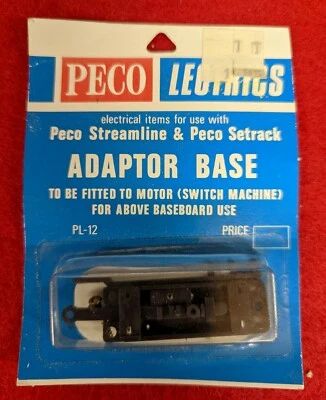 PECO LECTRICS
electrical items for use with
Peco Streamline & Peco Setrack
ADAPTOR BASE
TO BE FITTED TO MOTOR (SWITCH MACHINE)
FOR ABOVE BASEBOARD USE
PL-12 PRICE